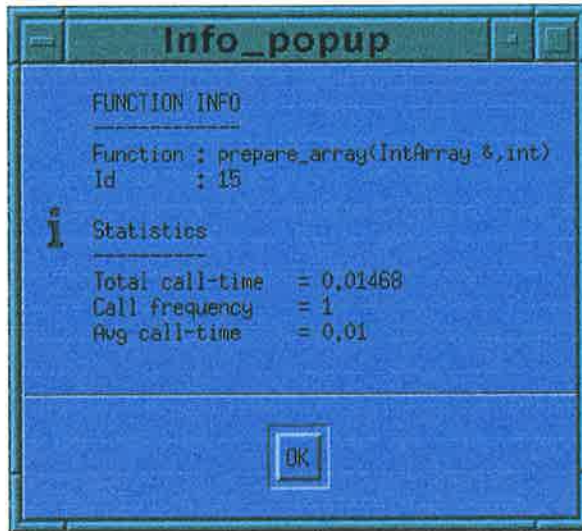 Info_popup
FUNCTION INFO
-------------
Function : prepare_array(IntArray &,int)
Id : 15
i
Statistics
----------
Total call-time = 0.01468
Call frequency = 1
Avg call-time = 0.01
OK